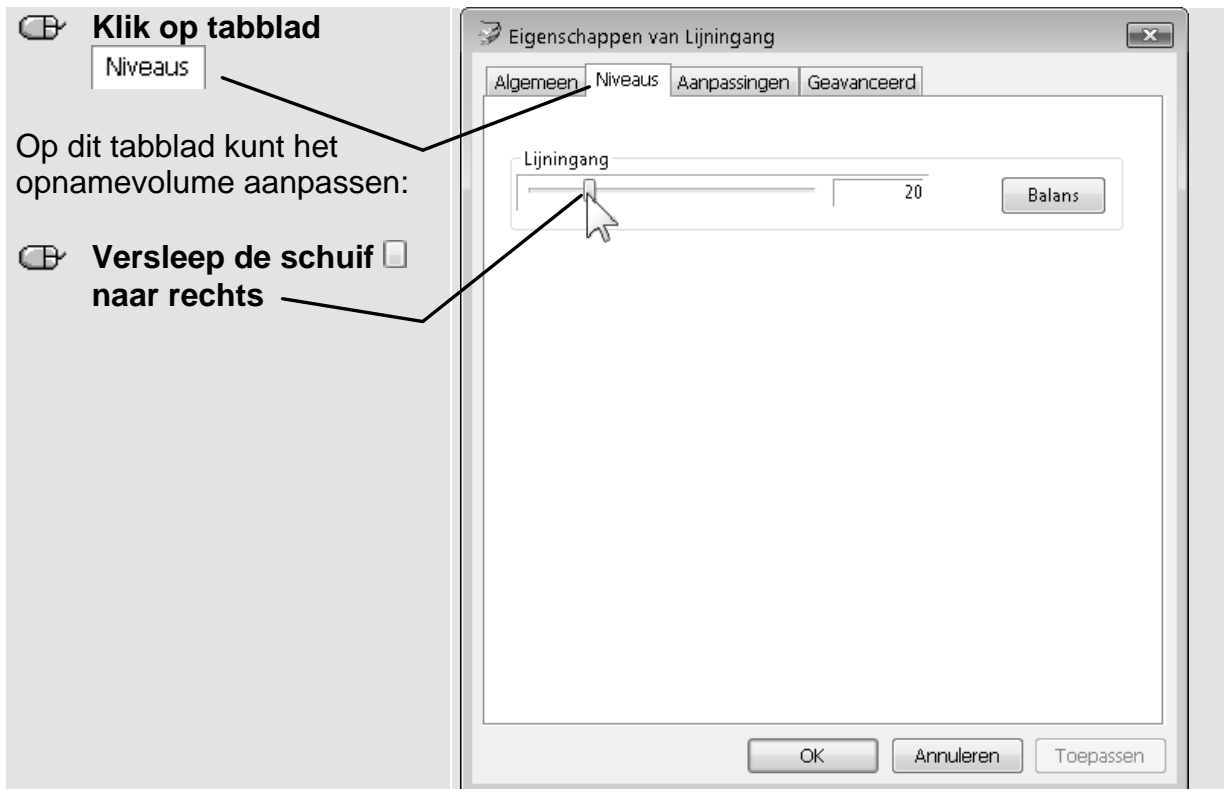 Klik op tabblad
Niveaus
Op dit tabblad kunt het
opnamevolume aanpassen:
Versleep de schuif
naar rechts
Eigenschappen van Lijningang
Algemeen Niveaus Aanpassingen Geavanceerd
Lijningang
20 Balans
OK Annuleren Toepassen